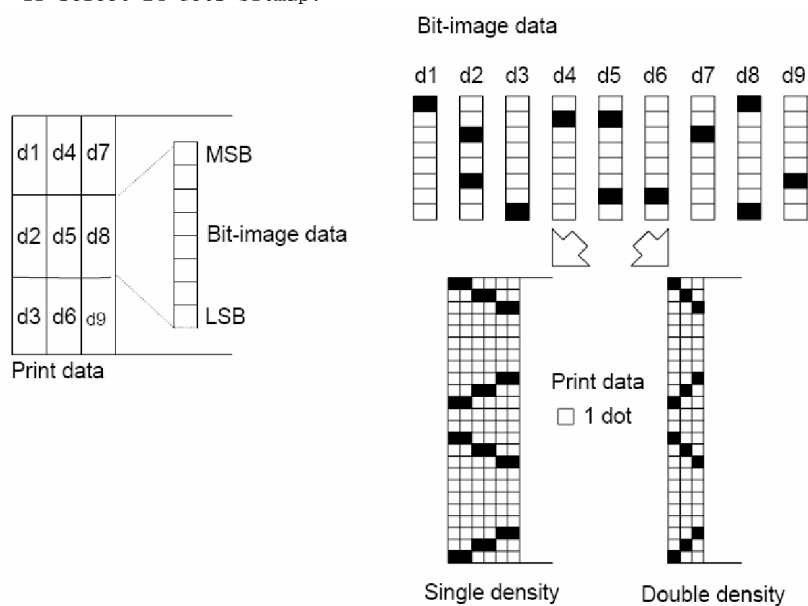 Bit-image data
d1 d2 d3 d4 d5 d6 d7 d8 d9
d1 d4 d7
d2 d5 d8
d3 d6 d9
MSB
Bit-image data
LSB
Print data
Print data
1 dot
Single density
Double density